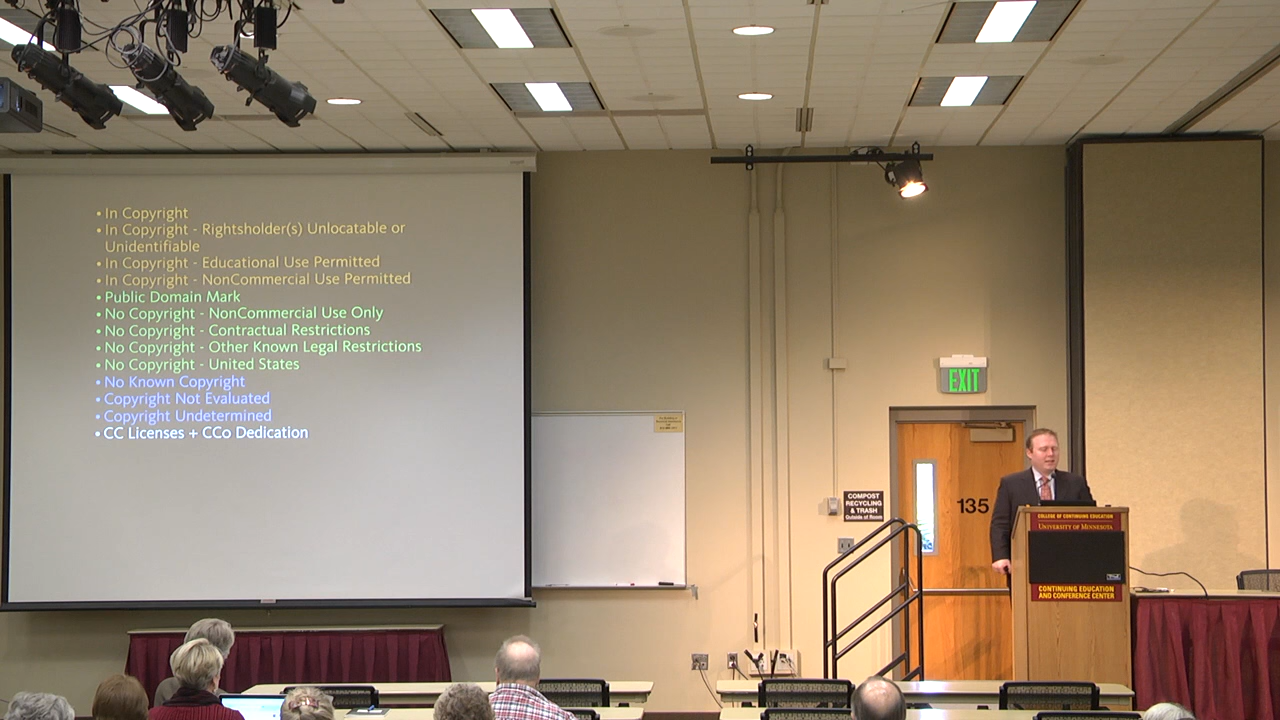 • In Copyright
• In Copyright - Rightsholder(s) Unlocatable or
Unidentifiable
• In Copyright - Educational Use Permitted
• In Copyright - NonCommercial Use Permitted
• Public Domain Mark
• No Copyright - NonCommercial Use Only
• No Copyright - Contractual Restrictions
• No Copyright - Other Known Legal Restrictions
• No Copyright - United States
• No Known Copyright
• Copyright Not Evaluated
• Copyright Undetermined
• CC Licenses + CC0 Dedication
EXIT
135
COMPOST
RECYCLING
& TRASH
Outside of Room
COLLEGE OF CONTINUING EDUCATION
UNIVERSITY OF MINNESOTA
CONTINUING EDUCATION
AND CONFERENCE CENTER